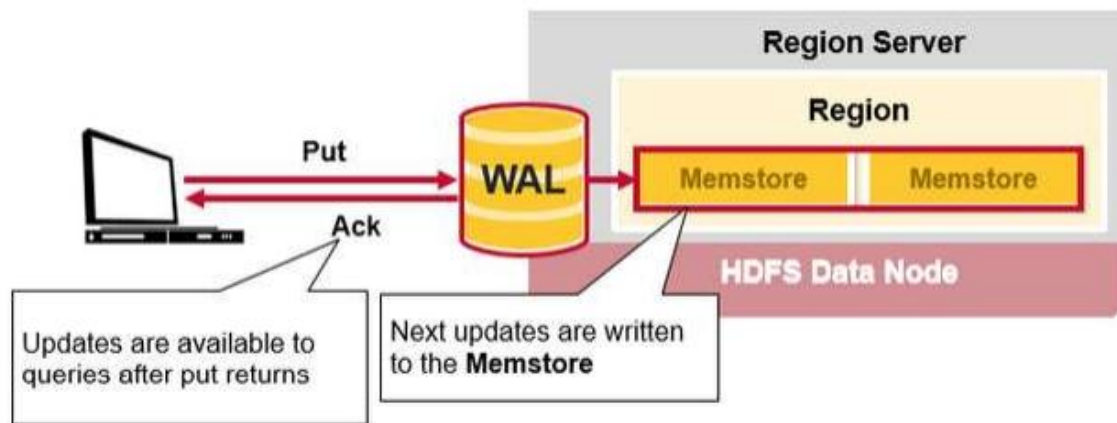 Region Server
Region
Put
WAL
Memstore
Memstore
Ack
HDFS Data Node
Updates are available to
queries after put returns
Next updates are written
to the Memstore